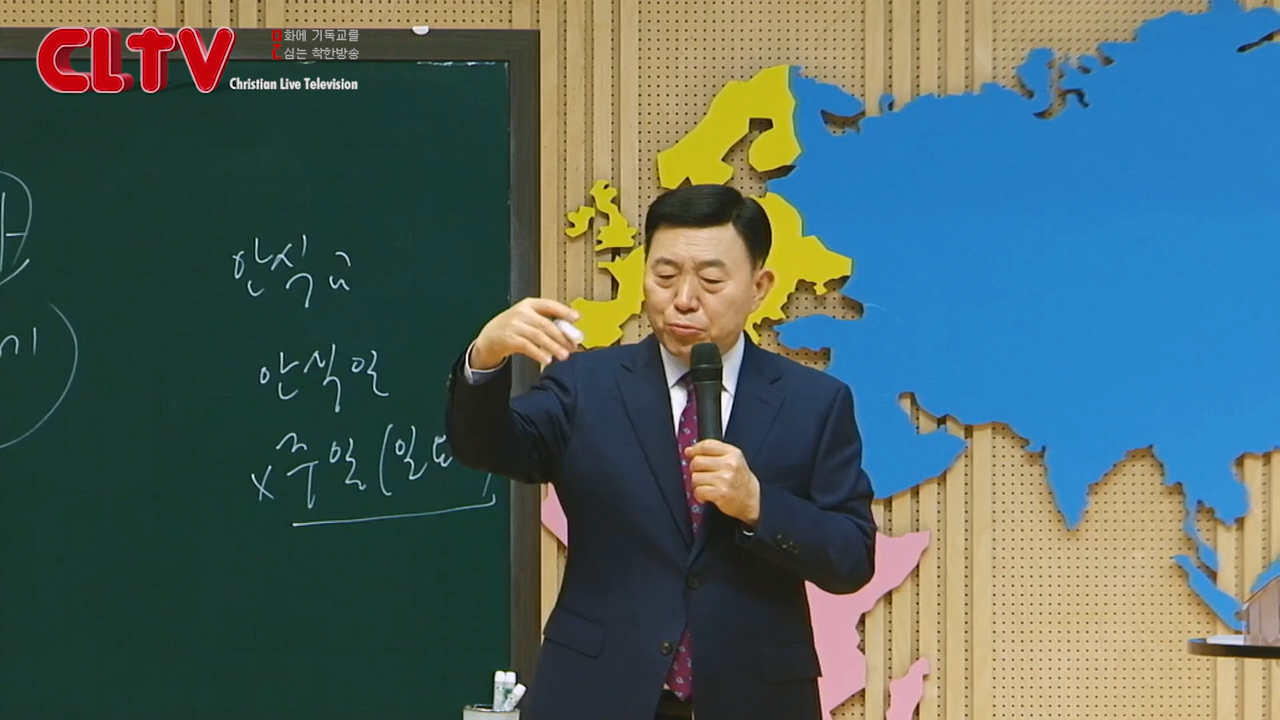 CLTV
문화에 기독교를
심는 착한방송
Christian Live Television
안식교
안식일
x 주일 (일요